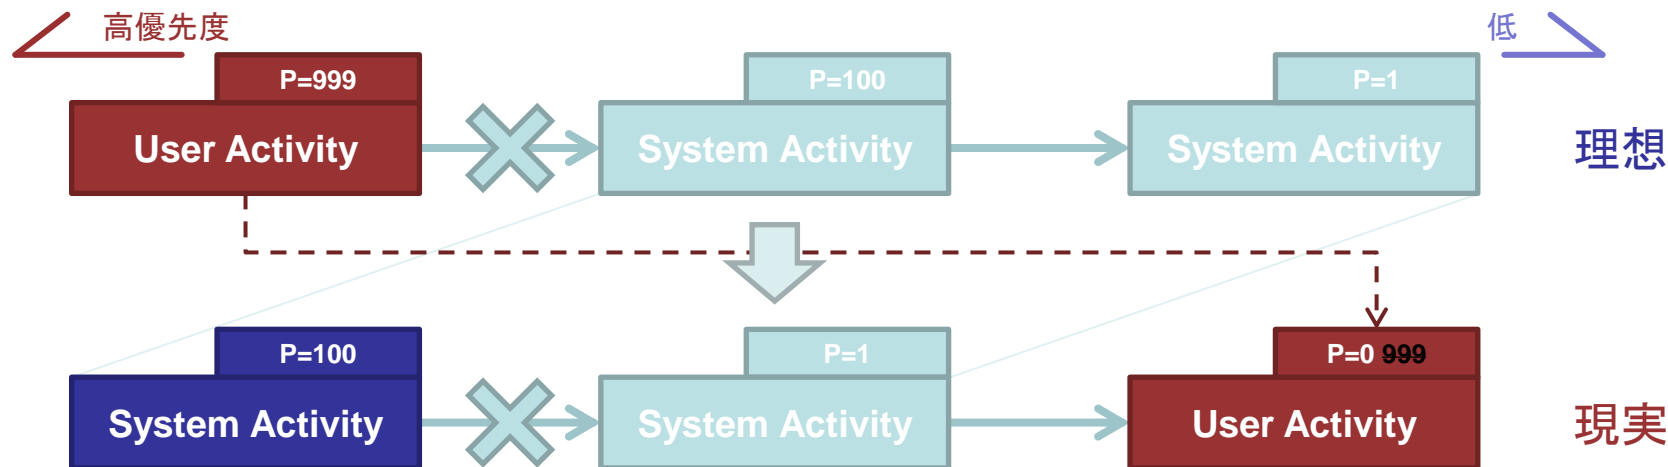 高優先度
低
P=999
P=100
P=1
User Activity
System Activity
System Activity
理想
P=100
P=1
P=0 999
System Activity
System Activity
User Activity
現実